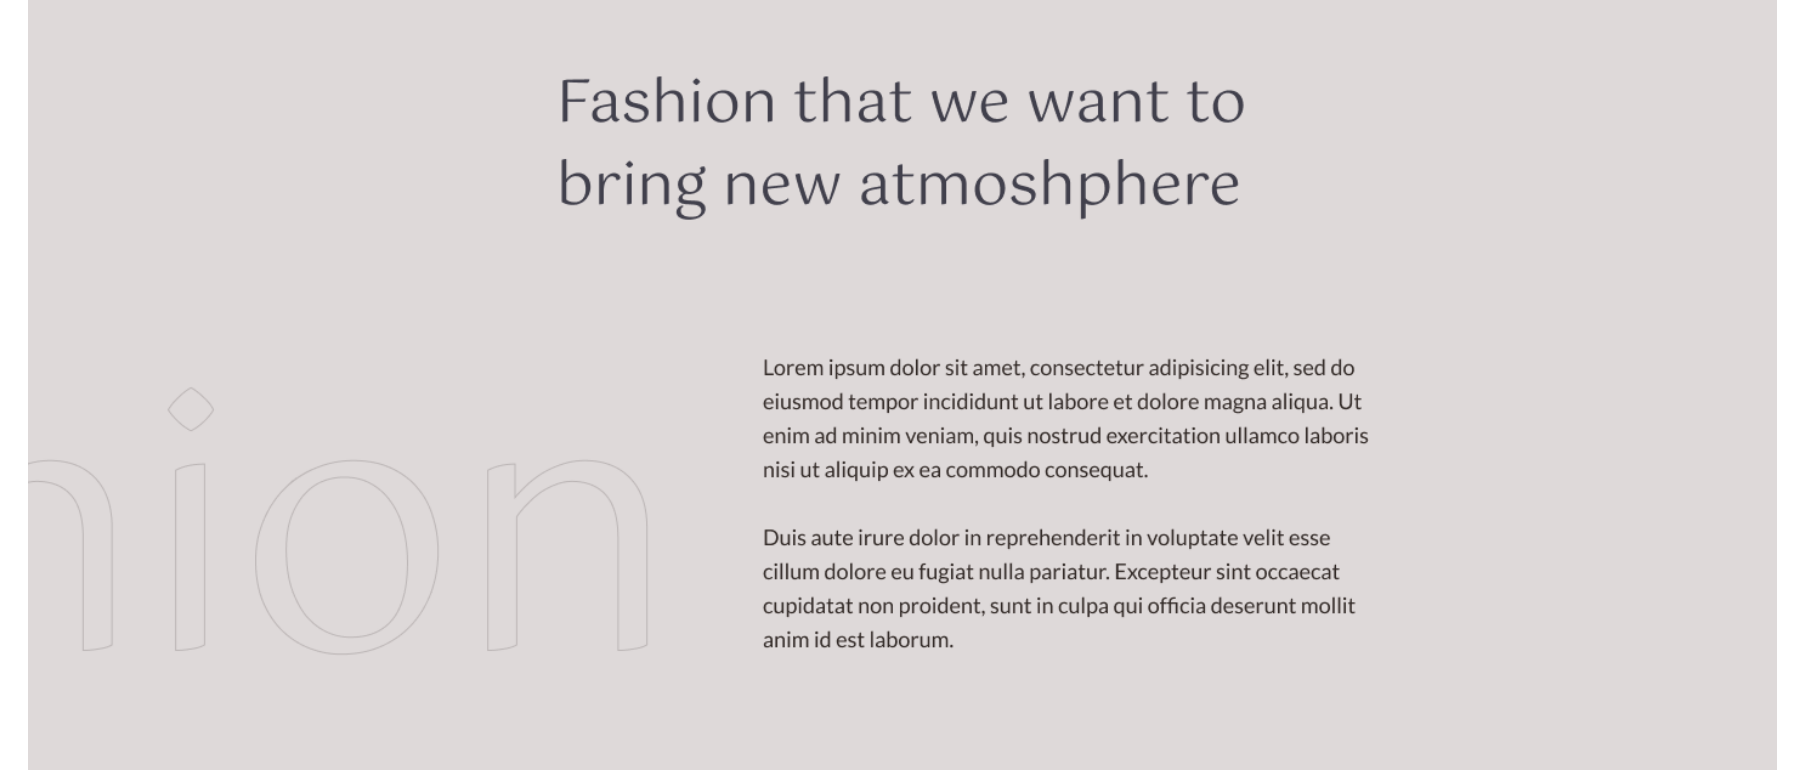 Fashion that we want to
bring new atmoshphere
Lorem ipsum dolor sit amet, consectetur adipisicing elit, sed do
eiusmod tempor incididunt ut labore et dolore magna aliqua. Ut
enim ad minim veniam, quis nostrud exercitation ullamco laboris
nisi ut aliquip ex ea commodo consequat.
hion
Duis aute irure dolor in reprehenderit in voluptate velit esse
cillum dolore eu fugiat nulla pariatur. Excepteur sint occaecat
cupidatat non proident, sunt in culpa qui officia deserunt mollit
anim id est laborum.